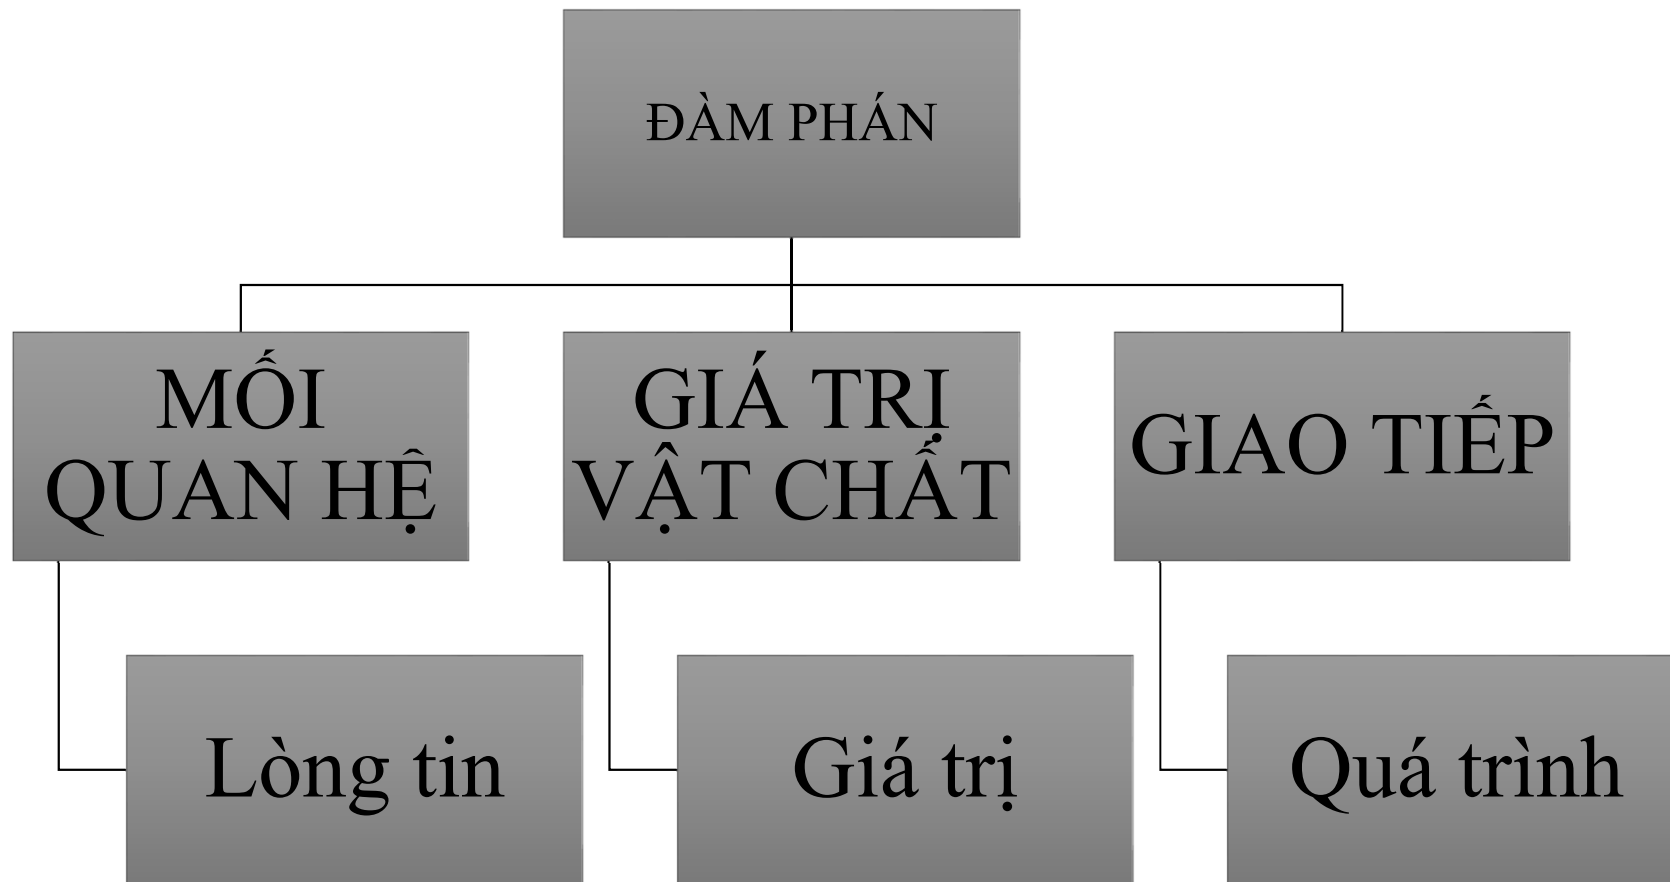 ĐÀM PHÁN
MỐI
QUAN HỆ
GIÁ TRỊ
VẬT CHẤT
GIAO TIẾP
Lòng tin
Giá trị
Quá trình